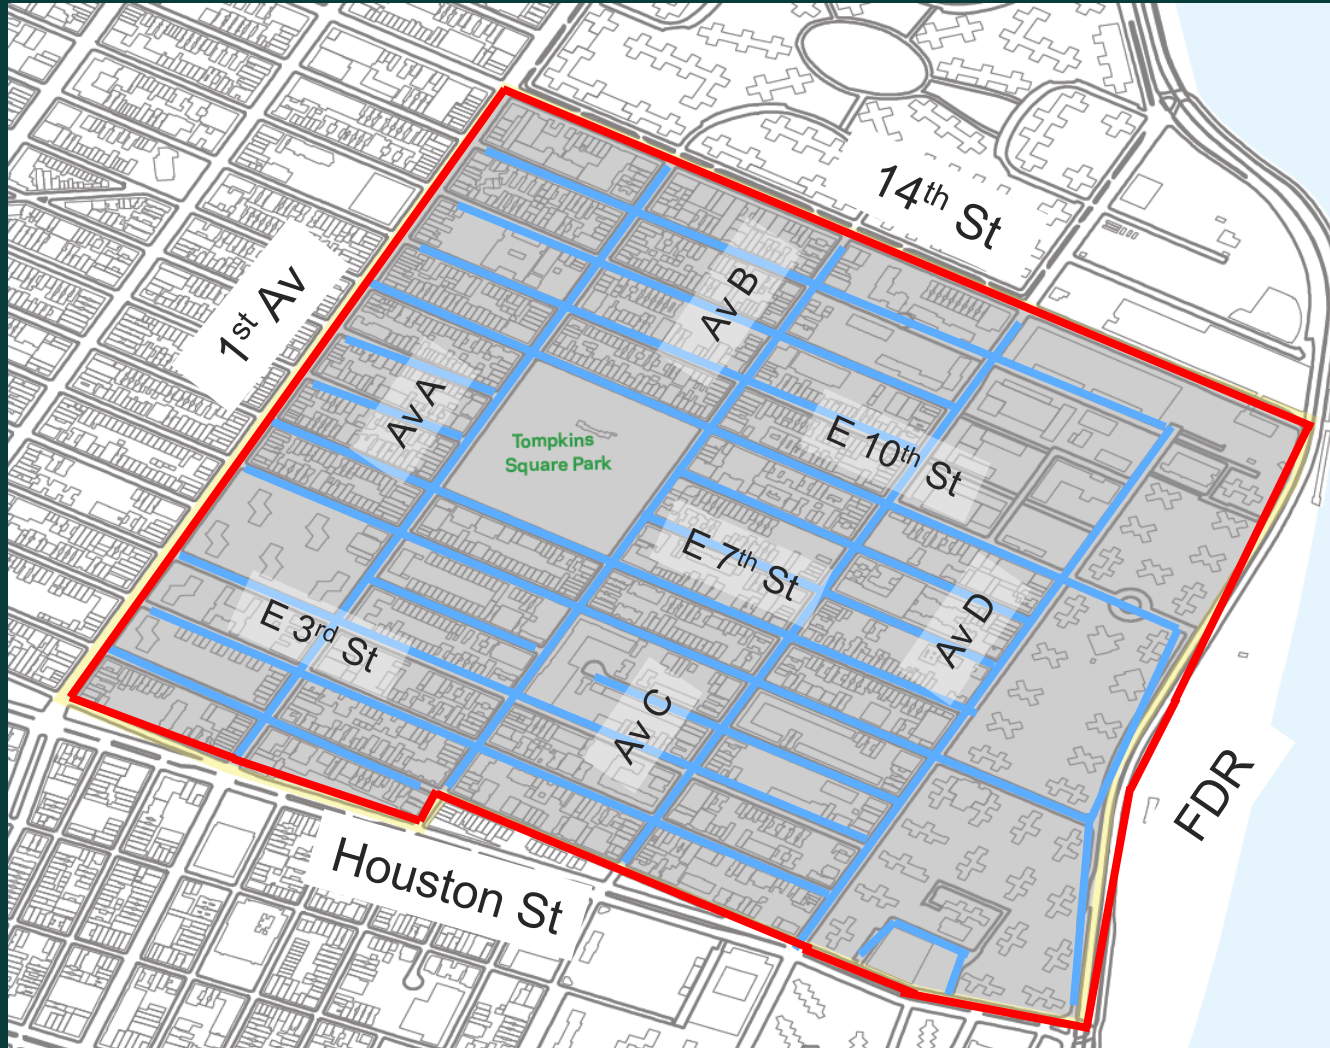 14th St
1st Av
Av B
Av A
Tompkins
Square Park
E 10th St
E 7th St
Av D
E 3rd St
Av C
FDR
Houston St